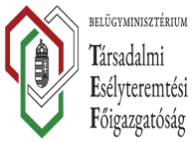 BELÜGYMINISZTÉRIUM
Társadalmi
Esélyteremtési
Főigazgatóság